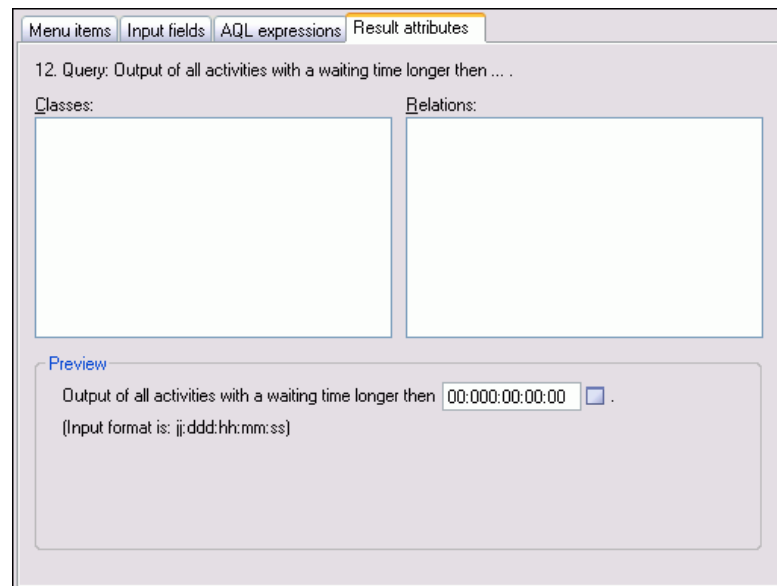 Menu items Input fields AQL expressions Result attributes
12. Query: Output of all activities with a waiting time longer then ... .
Classes: Relations:
Preview
Output of all activities with a waiting time longer then 00:000:00:00:00 .
(Input format is: jj:ddd:hh:mm:ss)